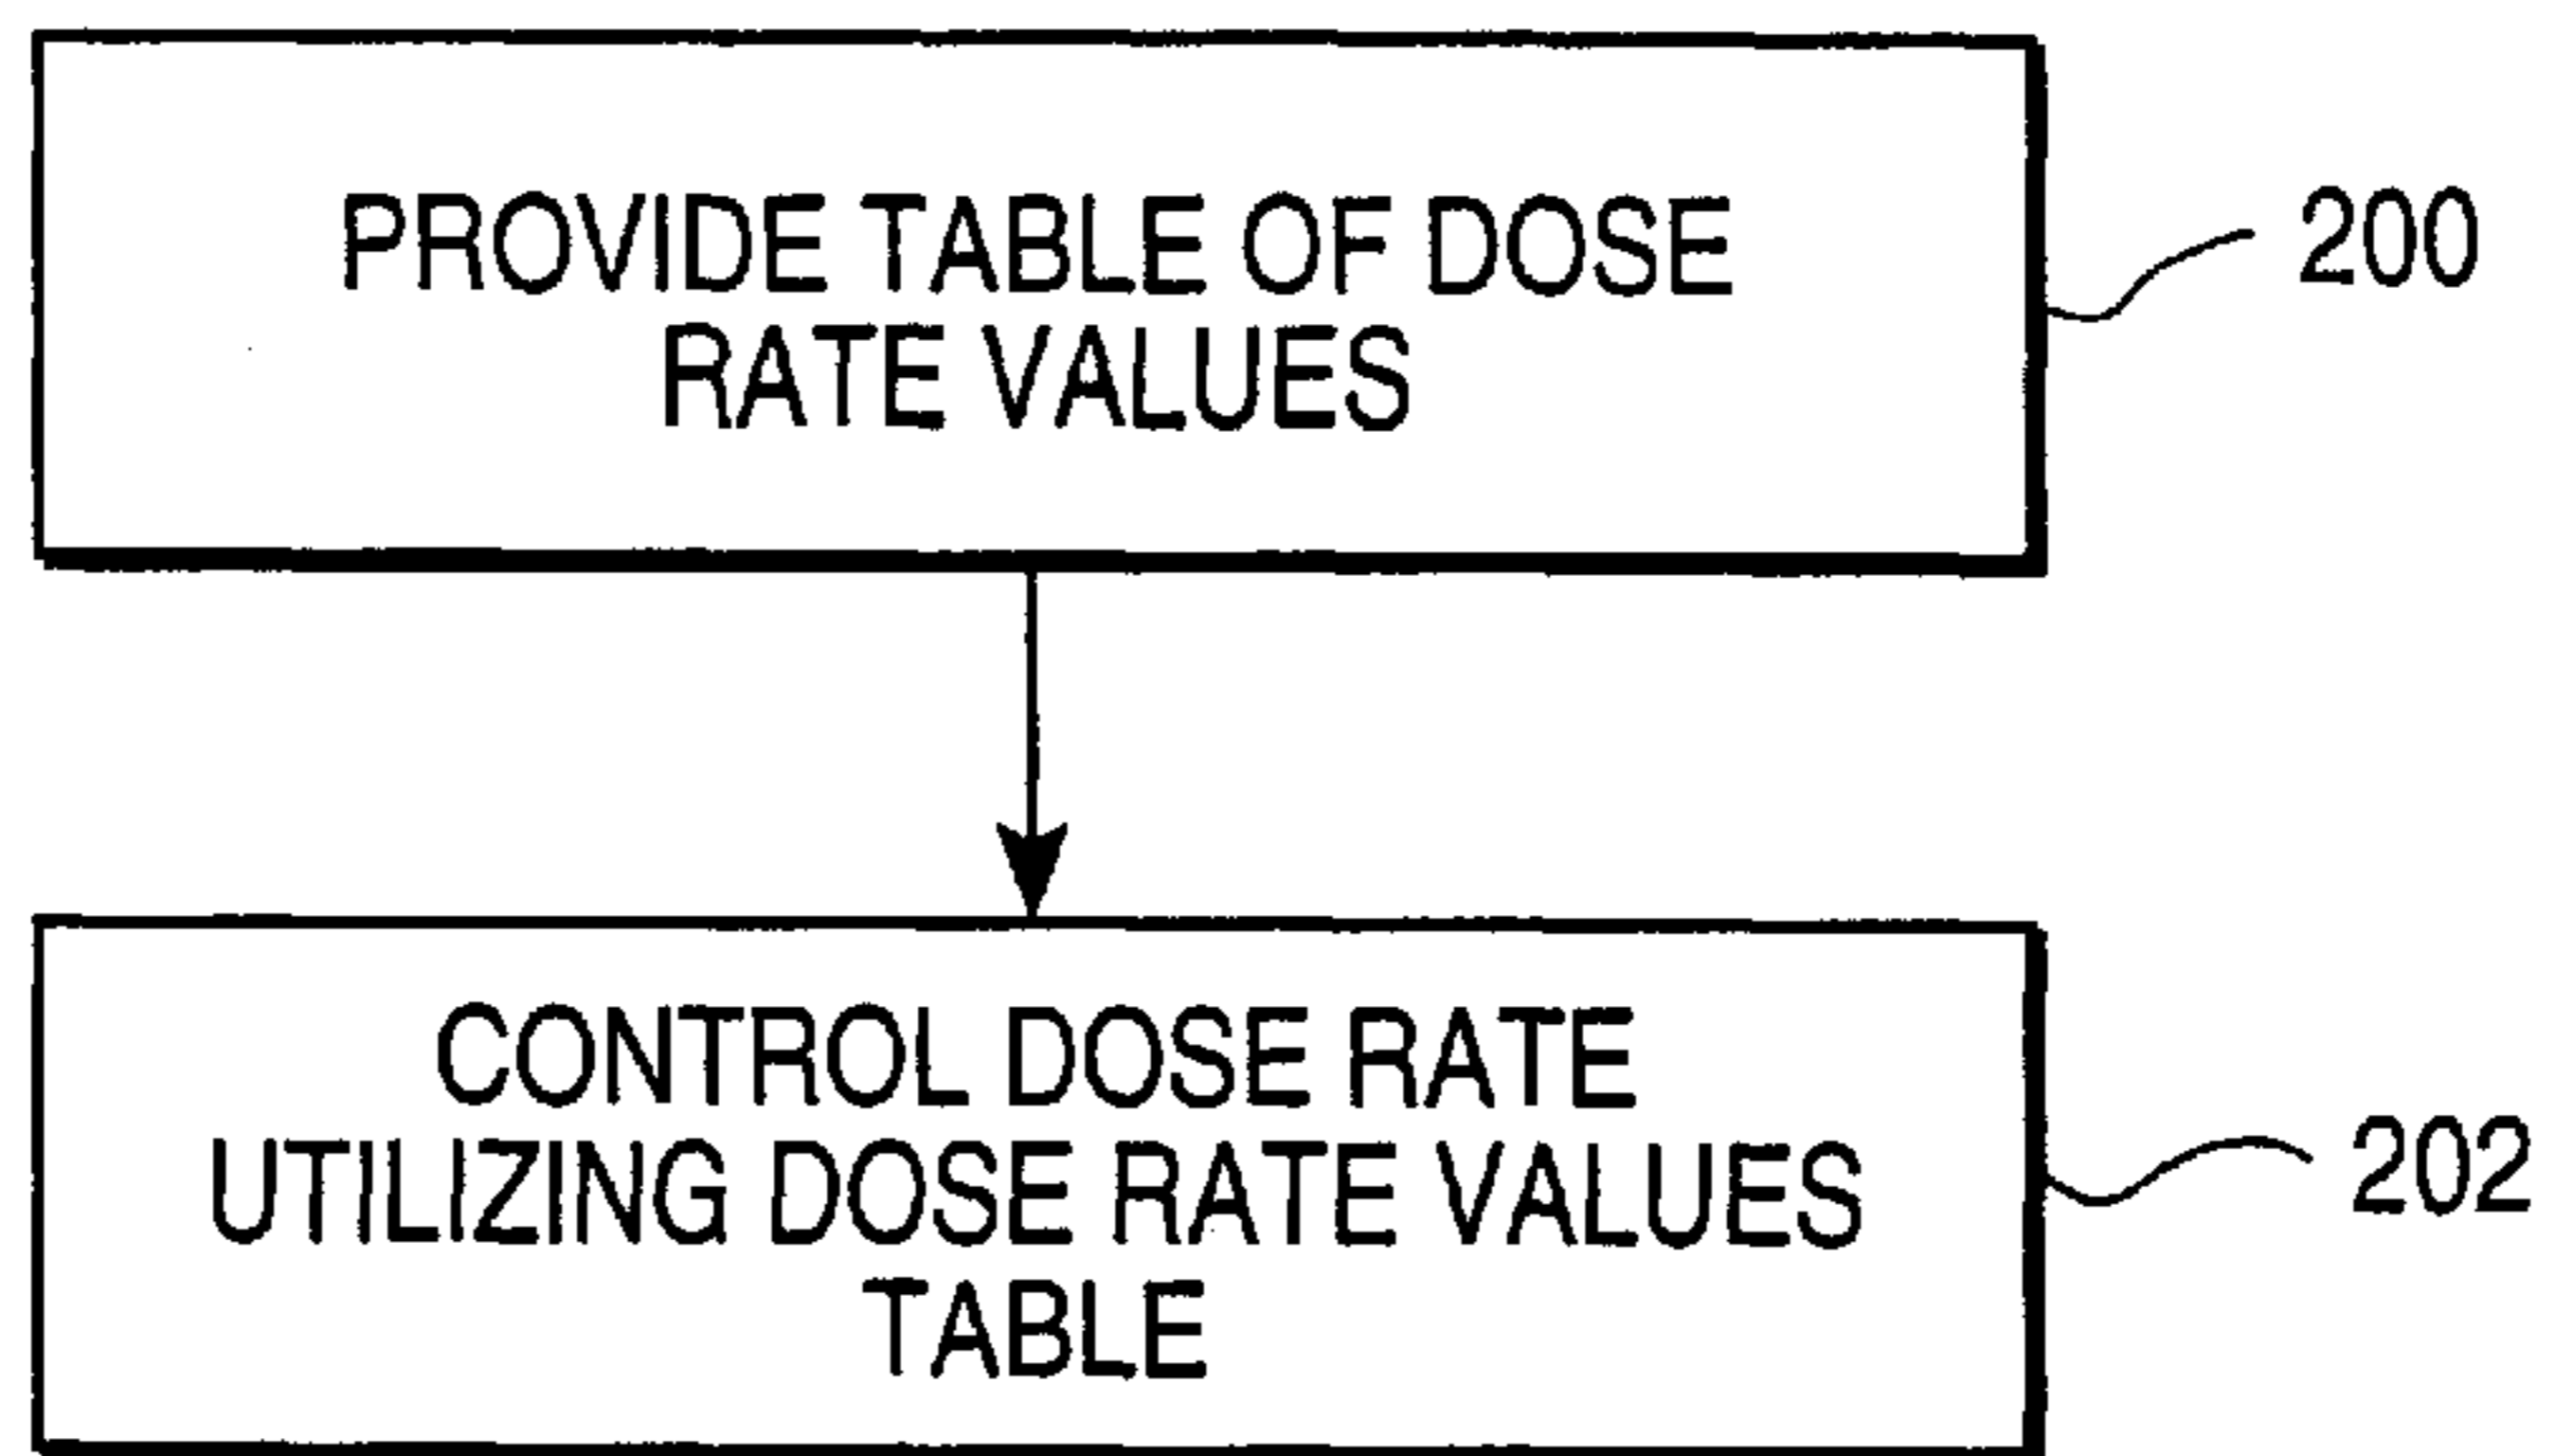 PROVIDE TABLE OF DOSE
RATE VALUES
200
CONTROL DOSE RATE
UTILIZING DOSE RATE VALUES
TABLE
202